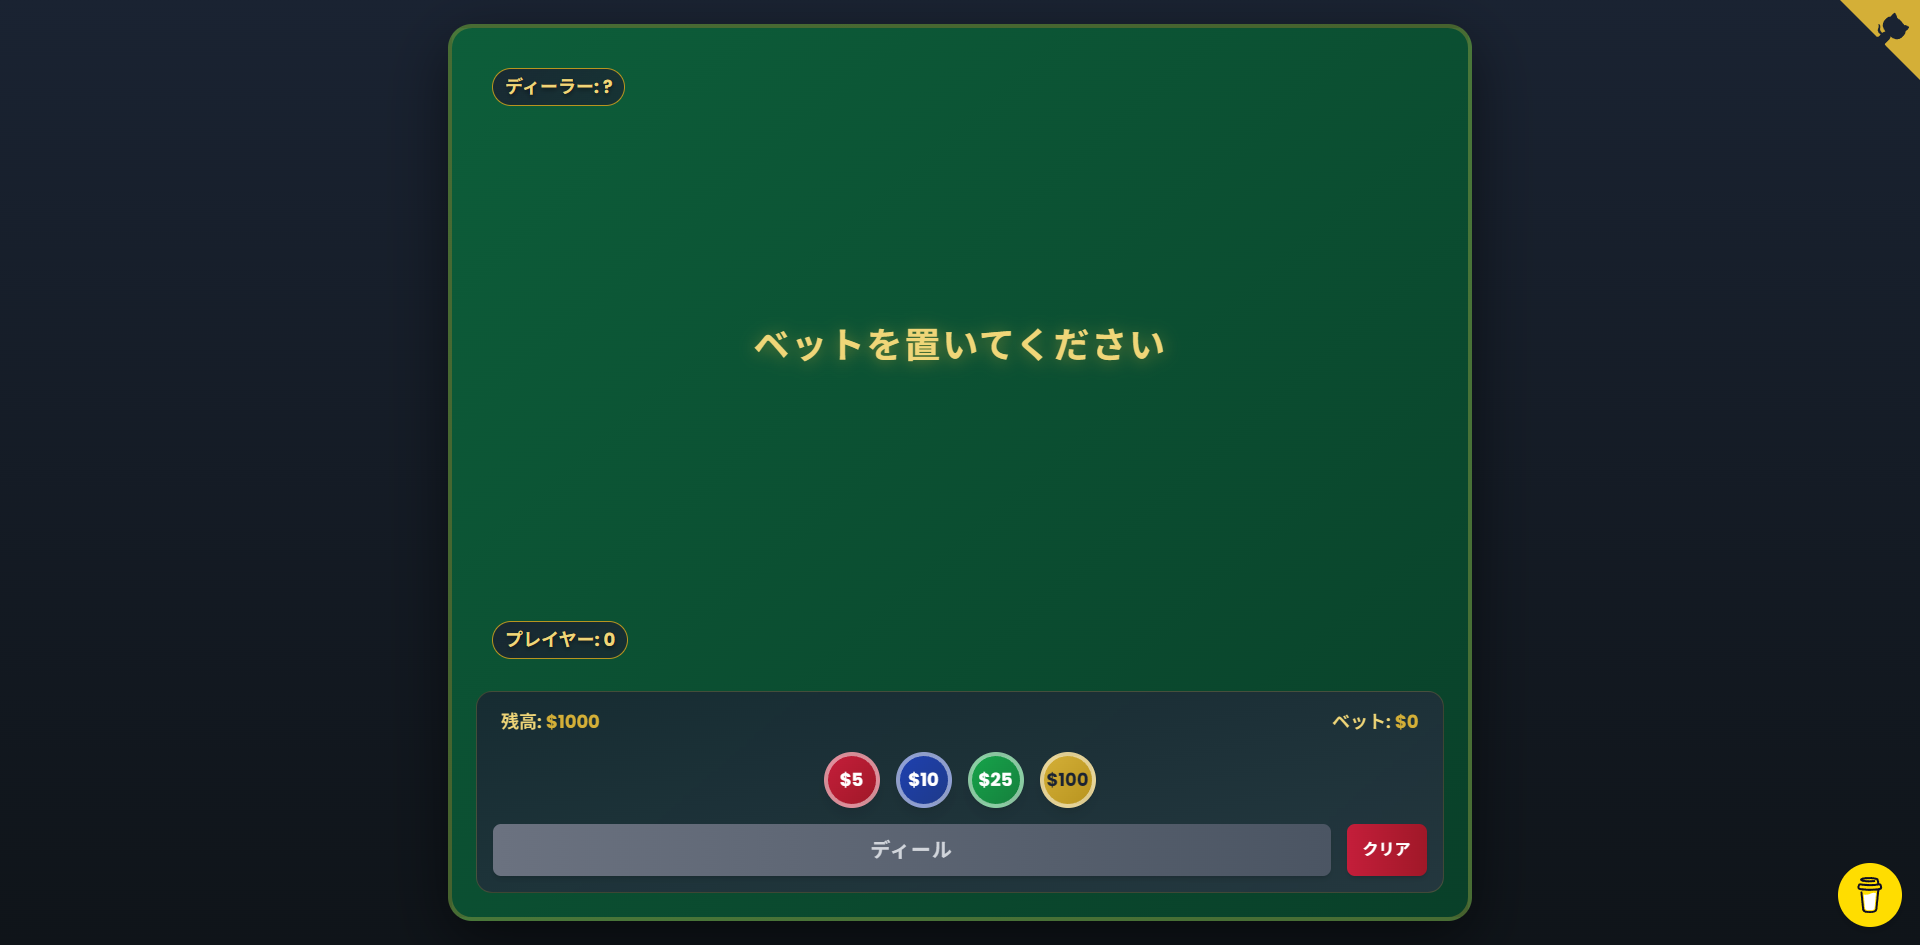 ディーラー: ?
ベットを置いてください
プレイヤー: 0
残高: $1000
ベット: $0
$5
$10
$25
$100
ディール
クリア